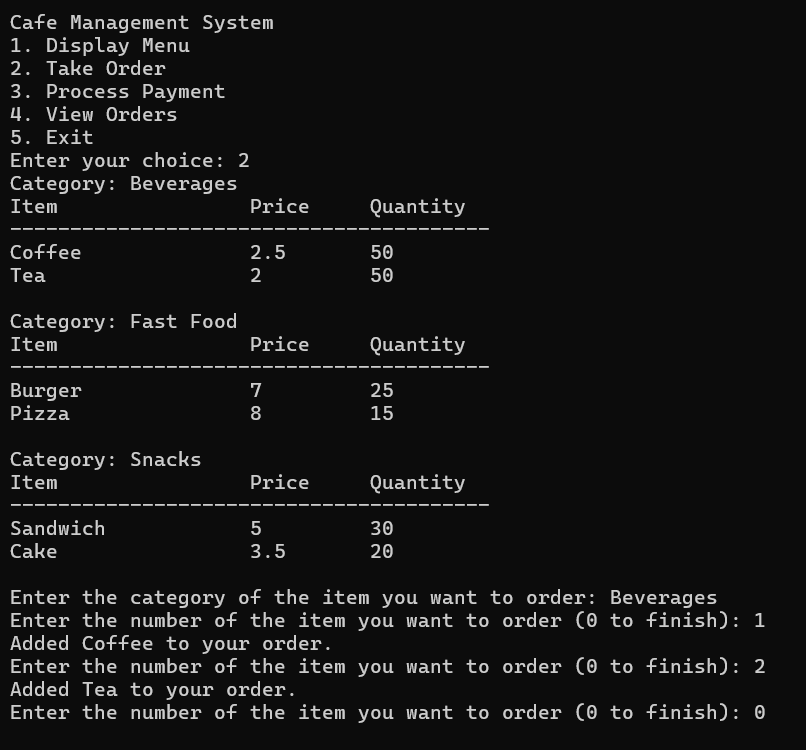 Cafe Management System
1. Display Menu
2. Take Order
3. Process Payment
4. View Orders
5. Exit
Enter your choice: 2
Category: Beverages
Item                Price     Quantity
----------------------------------------
Coffee              2.5       50
Tea                 2         50

Category: Fast Food
Item                Price     Quantity
----------------------------------------
Burger              7         25
Pizza               8         15

Category: Snacks
Item                Price     Quantity
----------------------------------------
Sandwich            5         30
Cake                3.5       20

Enter the category of the item you want to order: Beverages
Enter the number of the item you want to order (0 to finish): 1
Added Coffee to your order.
Enter the number of the item you want to order (0 to finish): 2
Added Tea to your order.
Enter the number of the item you want to order (0 to finish): 0